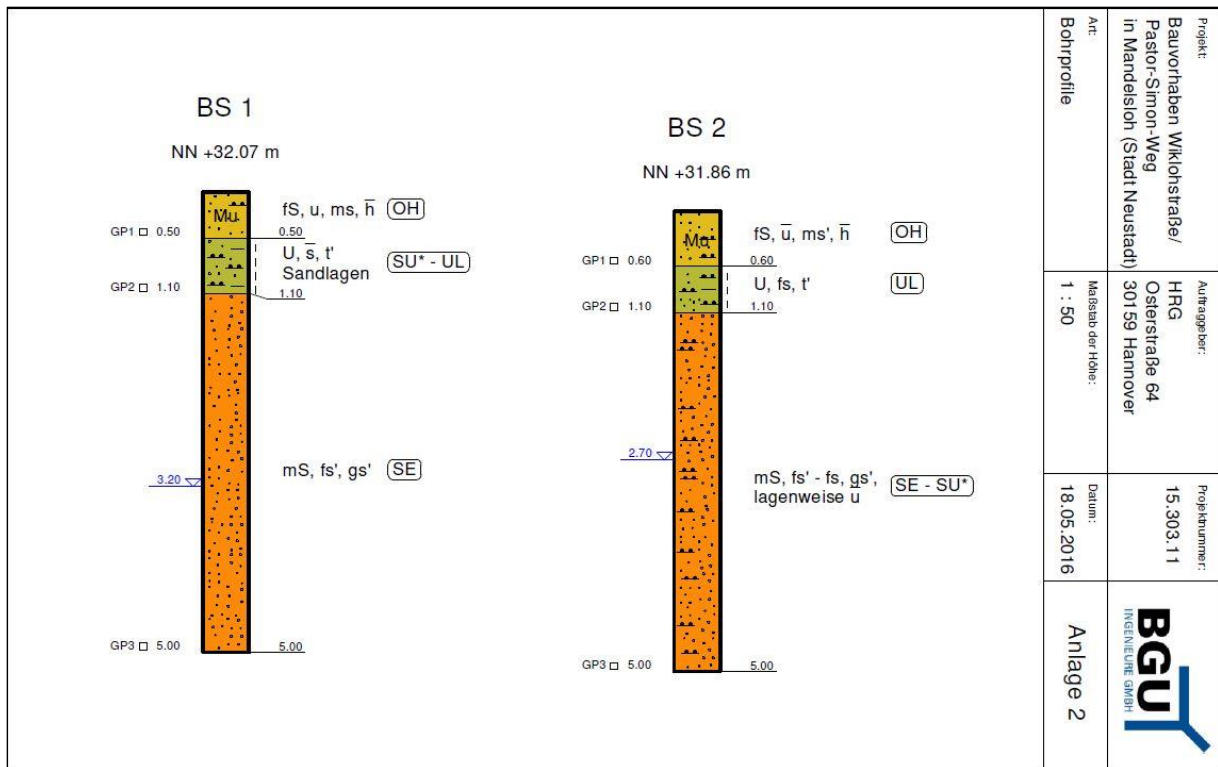 BS 1
NN +32.07 m
Mu
fS, u, ms, h̅ OH
GP1 0.50
0.50
U, s̅, t'
Sandlagen
SU* - UL
GP2 1.10
1.10
mS, fs', gs' SE
3.20
GP3 5.00
5.00
BS 2
NN +31.86 m
Mu
fS, u̅, ms', h̅ OH
GP1 0.60
0.60
U, fs, t' UL
GP2 1.10
1.10
2.70
mS, fs' - fs, gs',
lagenweise u
SE - SU*
GP3 5.00
5.00
Projekt:
Bauvorhaben Wiklohstraße/
Pastor-Simon-Weg
in Mandelsloh (Stadt Neustadt)
Auftraggeber:
HRG
Osterstraße 64
30159 Hannover
Projektnummer:
15.303.11
Art:
Bohrprofile
Maßstab der Höhe:
1 : 50
Datum:
18.05.2016
BGU
INGENIEURE GMBH
Anlage 2